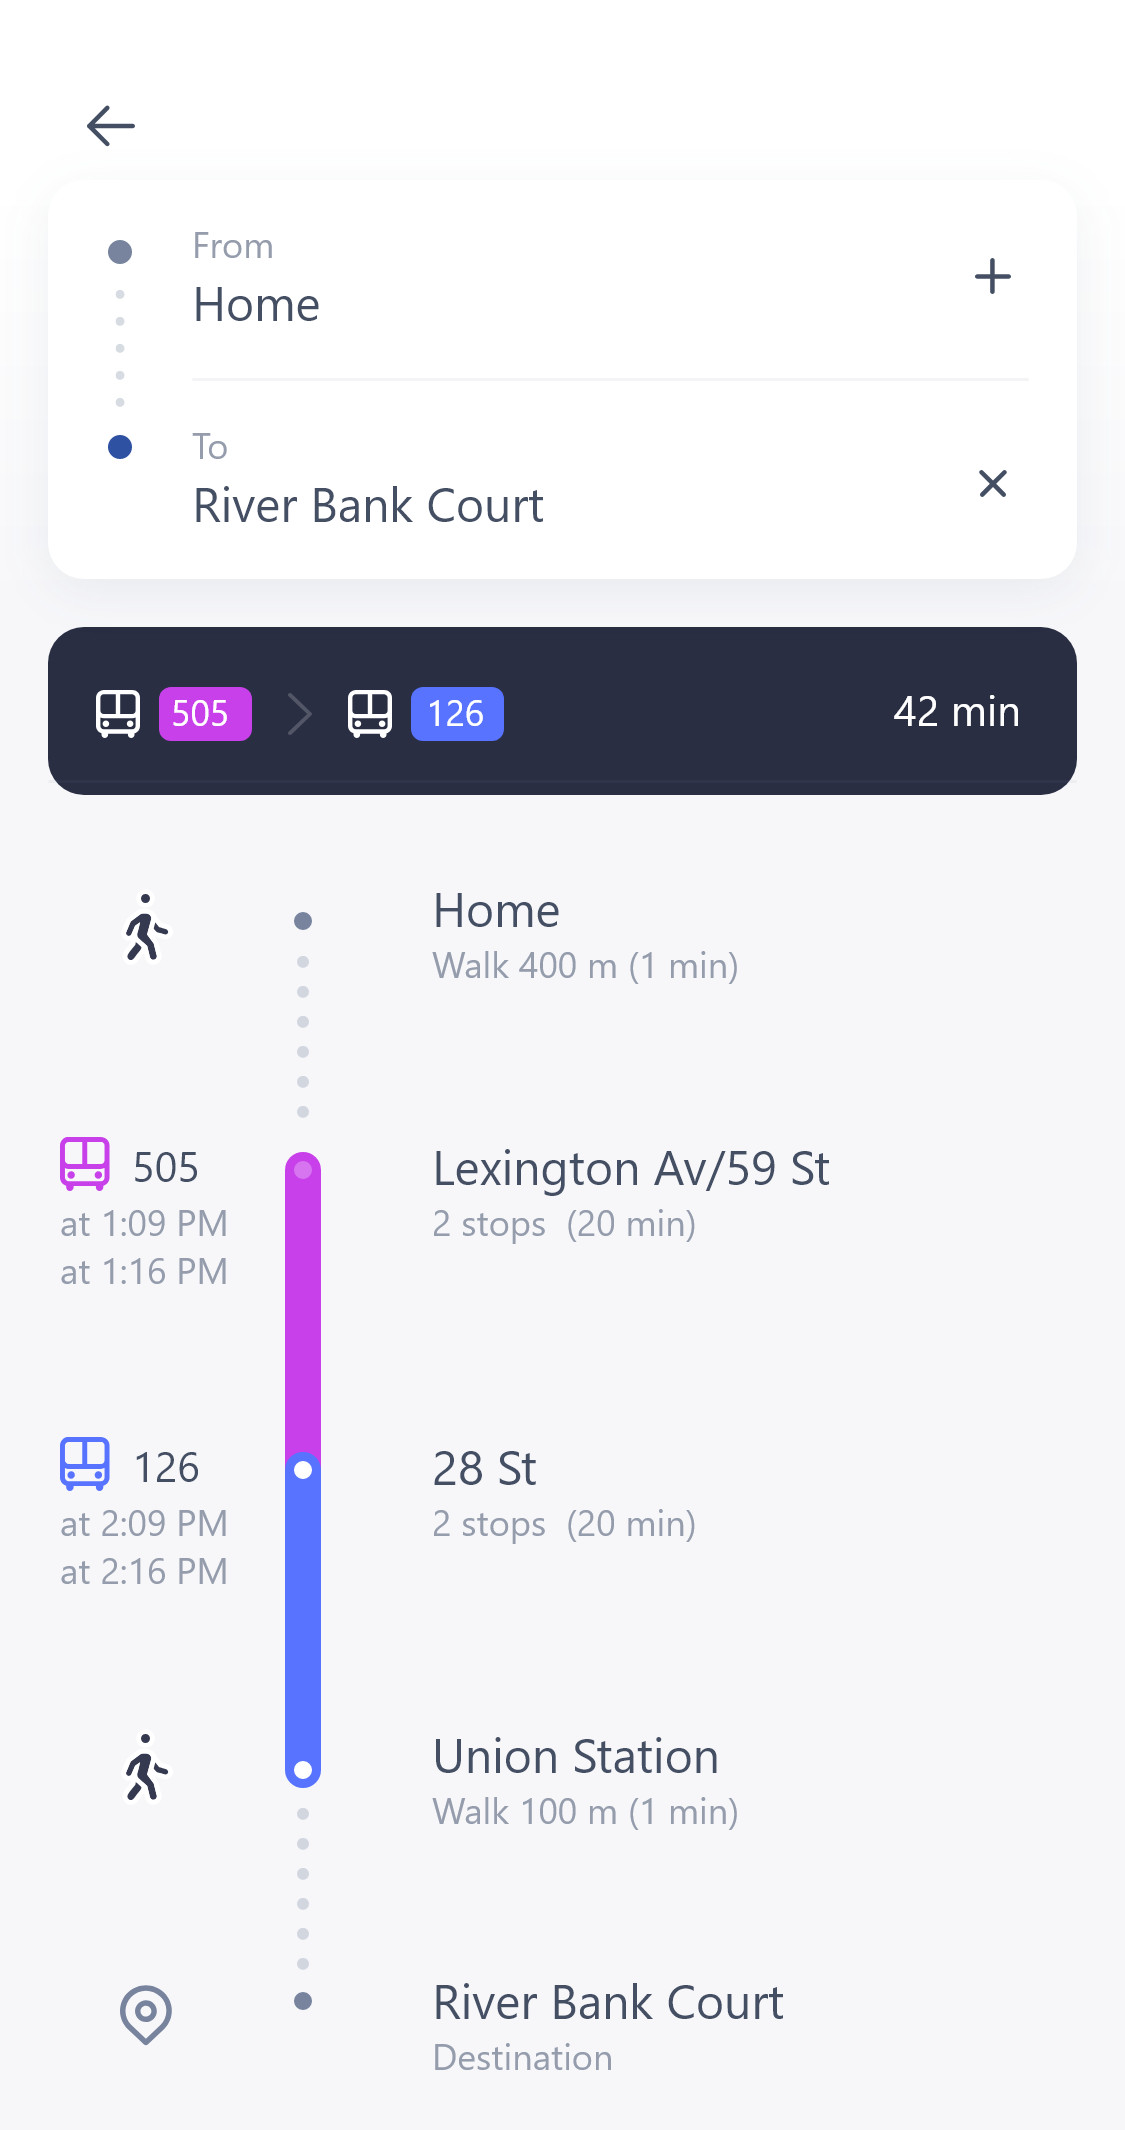 From
Home
To
River Bank Court
505 126 42 min
Home
Walk 400 m (1 min)
505
at 1:09 PM
at 1:16 PM
Lexington Av/59 St
2 stops (20 min)
126
at 2:09 PM
at 2:16 PM
28 St
2 stops (20 min)
Union Station
Walk 100 m (1 min)
River Bank Court
Destination